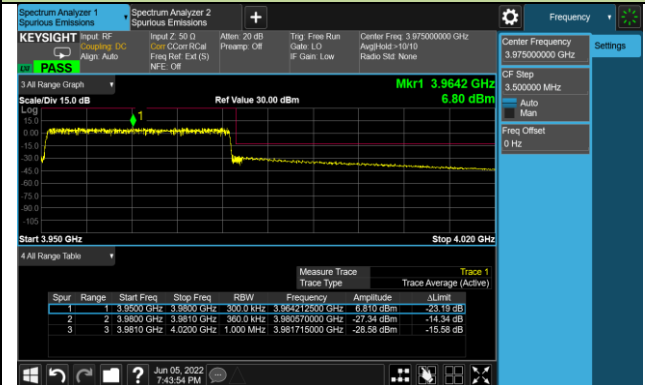 Spectrum Analyzer 1
Spurious Emissions
Spectrum Analyzer 2
Spurious Emissions
+
Frequency
KEYSIGHT
Input: RF
Coupling: DC
Align: Auto
Input Z: 50 Ω
Corr CCorr RCal
Freq Ref: Ext (S)
NFE: Off
Atten: 20 dB
Preamp: Off
Trig: Free Run
Gate: LO
IF Gain: Low
Center Freq: 3.975000000 GHz
Avg|Hold:>10/10
Radio Std: None
PASS
Center Frequency
3.975000000 GHz
Settings
CF Step
3.500000 MHz
Auto
Man
Freq Offset
0 Hz
3 All Range Graph
Mkr1 3.9642 GHz
6.80 dBm
Scale/Div 15.0 dB
Ref Value 30.00 dBm
Log
15.0
0.00
-15.0
-30.0
-45.0
-60.0
-75.0
-90.0
-105
1
Start 3.950 GHz
Stop 4.020 GHz
4 All Range Table
Measure Trace Trace 1
Trace Type Trace Average (Active)
Spur Range Start Freq Stop Freq RBW Frequency Amplitude ΔLimit
1 1 3.9500 GHz 3.9800 GHz 300.0 kHz 3.964212500 GHz 6.810 dBm -23.19 dB
2 2 3.9800 GHz 3.9810 GHz 360.0 kHz 3.980570000 GHz -27.34 dBm -14.34 dB
3 3 3.9810 GHz 4.0200 GHz 1.000 MHz 3.981715000 GHz -28.58 dBm -15.58 dB
?
Jun 05, 2022
7:43:54 PM